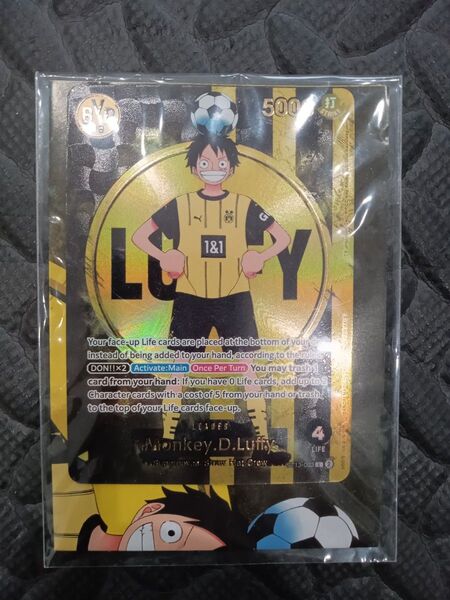 BVB
09
500
打
1&1
LU Y
Your face-up Life cards are placed at the bottom of your
instead of being added to your hand, according to the rules.
DON!!×2 Activate:Main Once Per Turn You may trash 1
card from your hand: If you have 0 Life cards, add up to 2
Character cards with a cost of 5 from your hand or trash
to the top of your Life cards face-up.
LEADER
4
Monkey.D.Luffy
LIFE
Straw Hat Crew